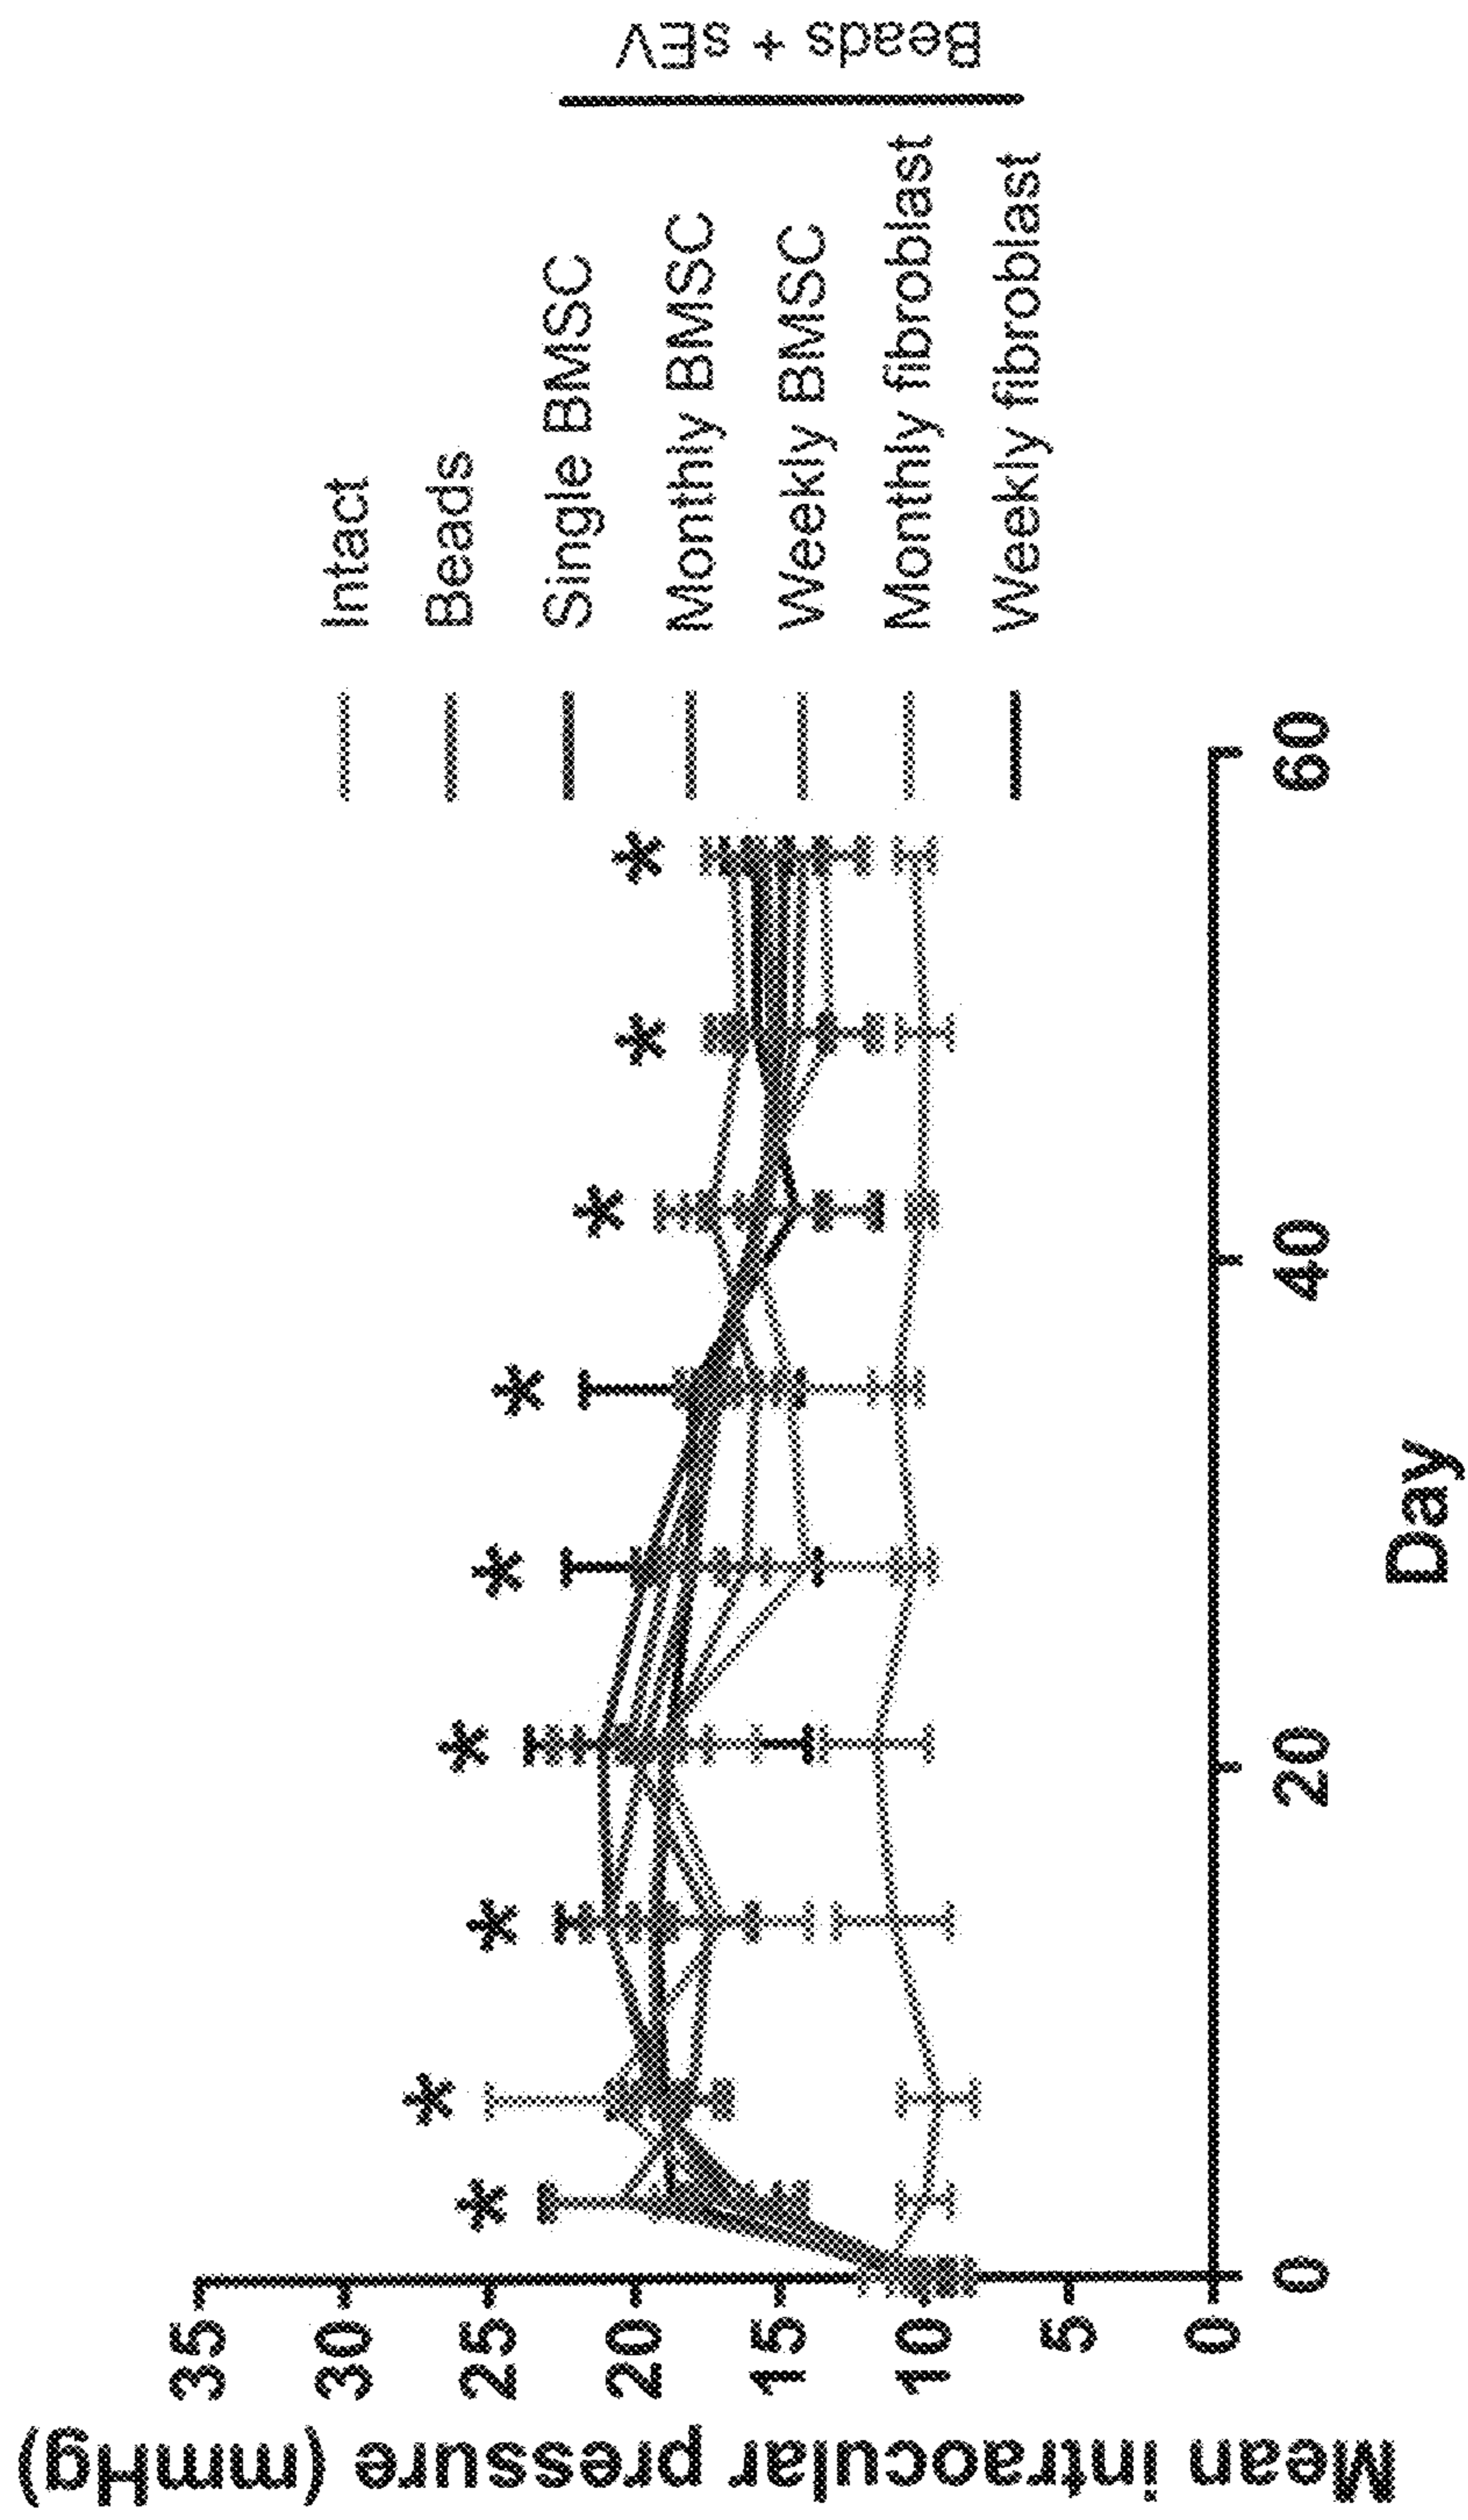 Mean intraocular pressure (mmHg)
35
30
25
20
15
10
5
0
* * * * * * * * *
0 20 40 60
Day
Intact
Beads
Single BMSC
Monthly BMSC
Weekly BMSC
Monthly fibroblast
Weekly fibroblast
Beads + sEV